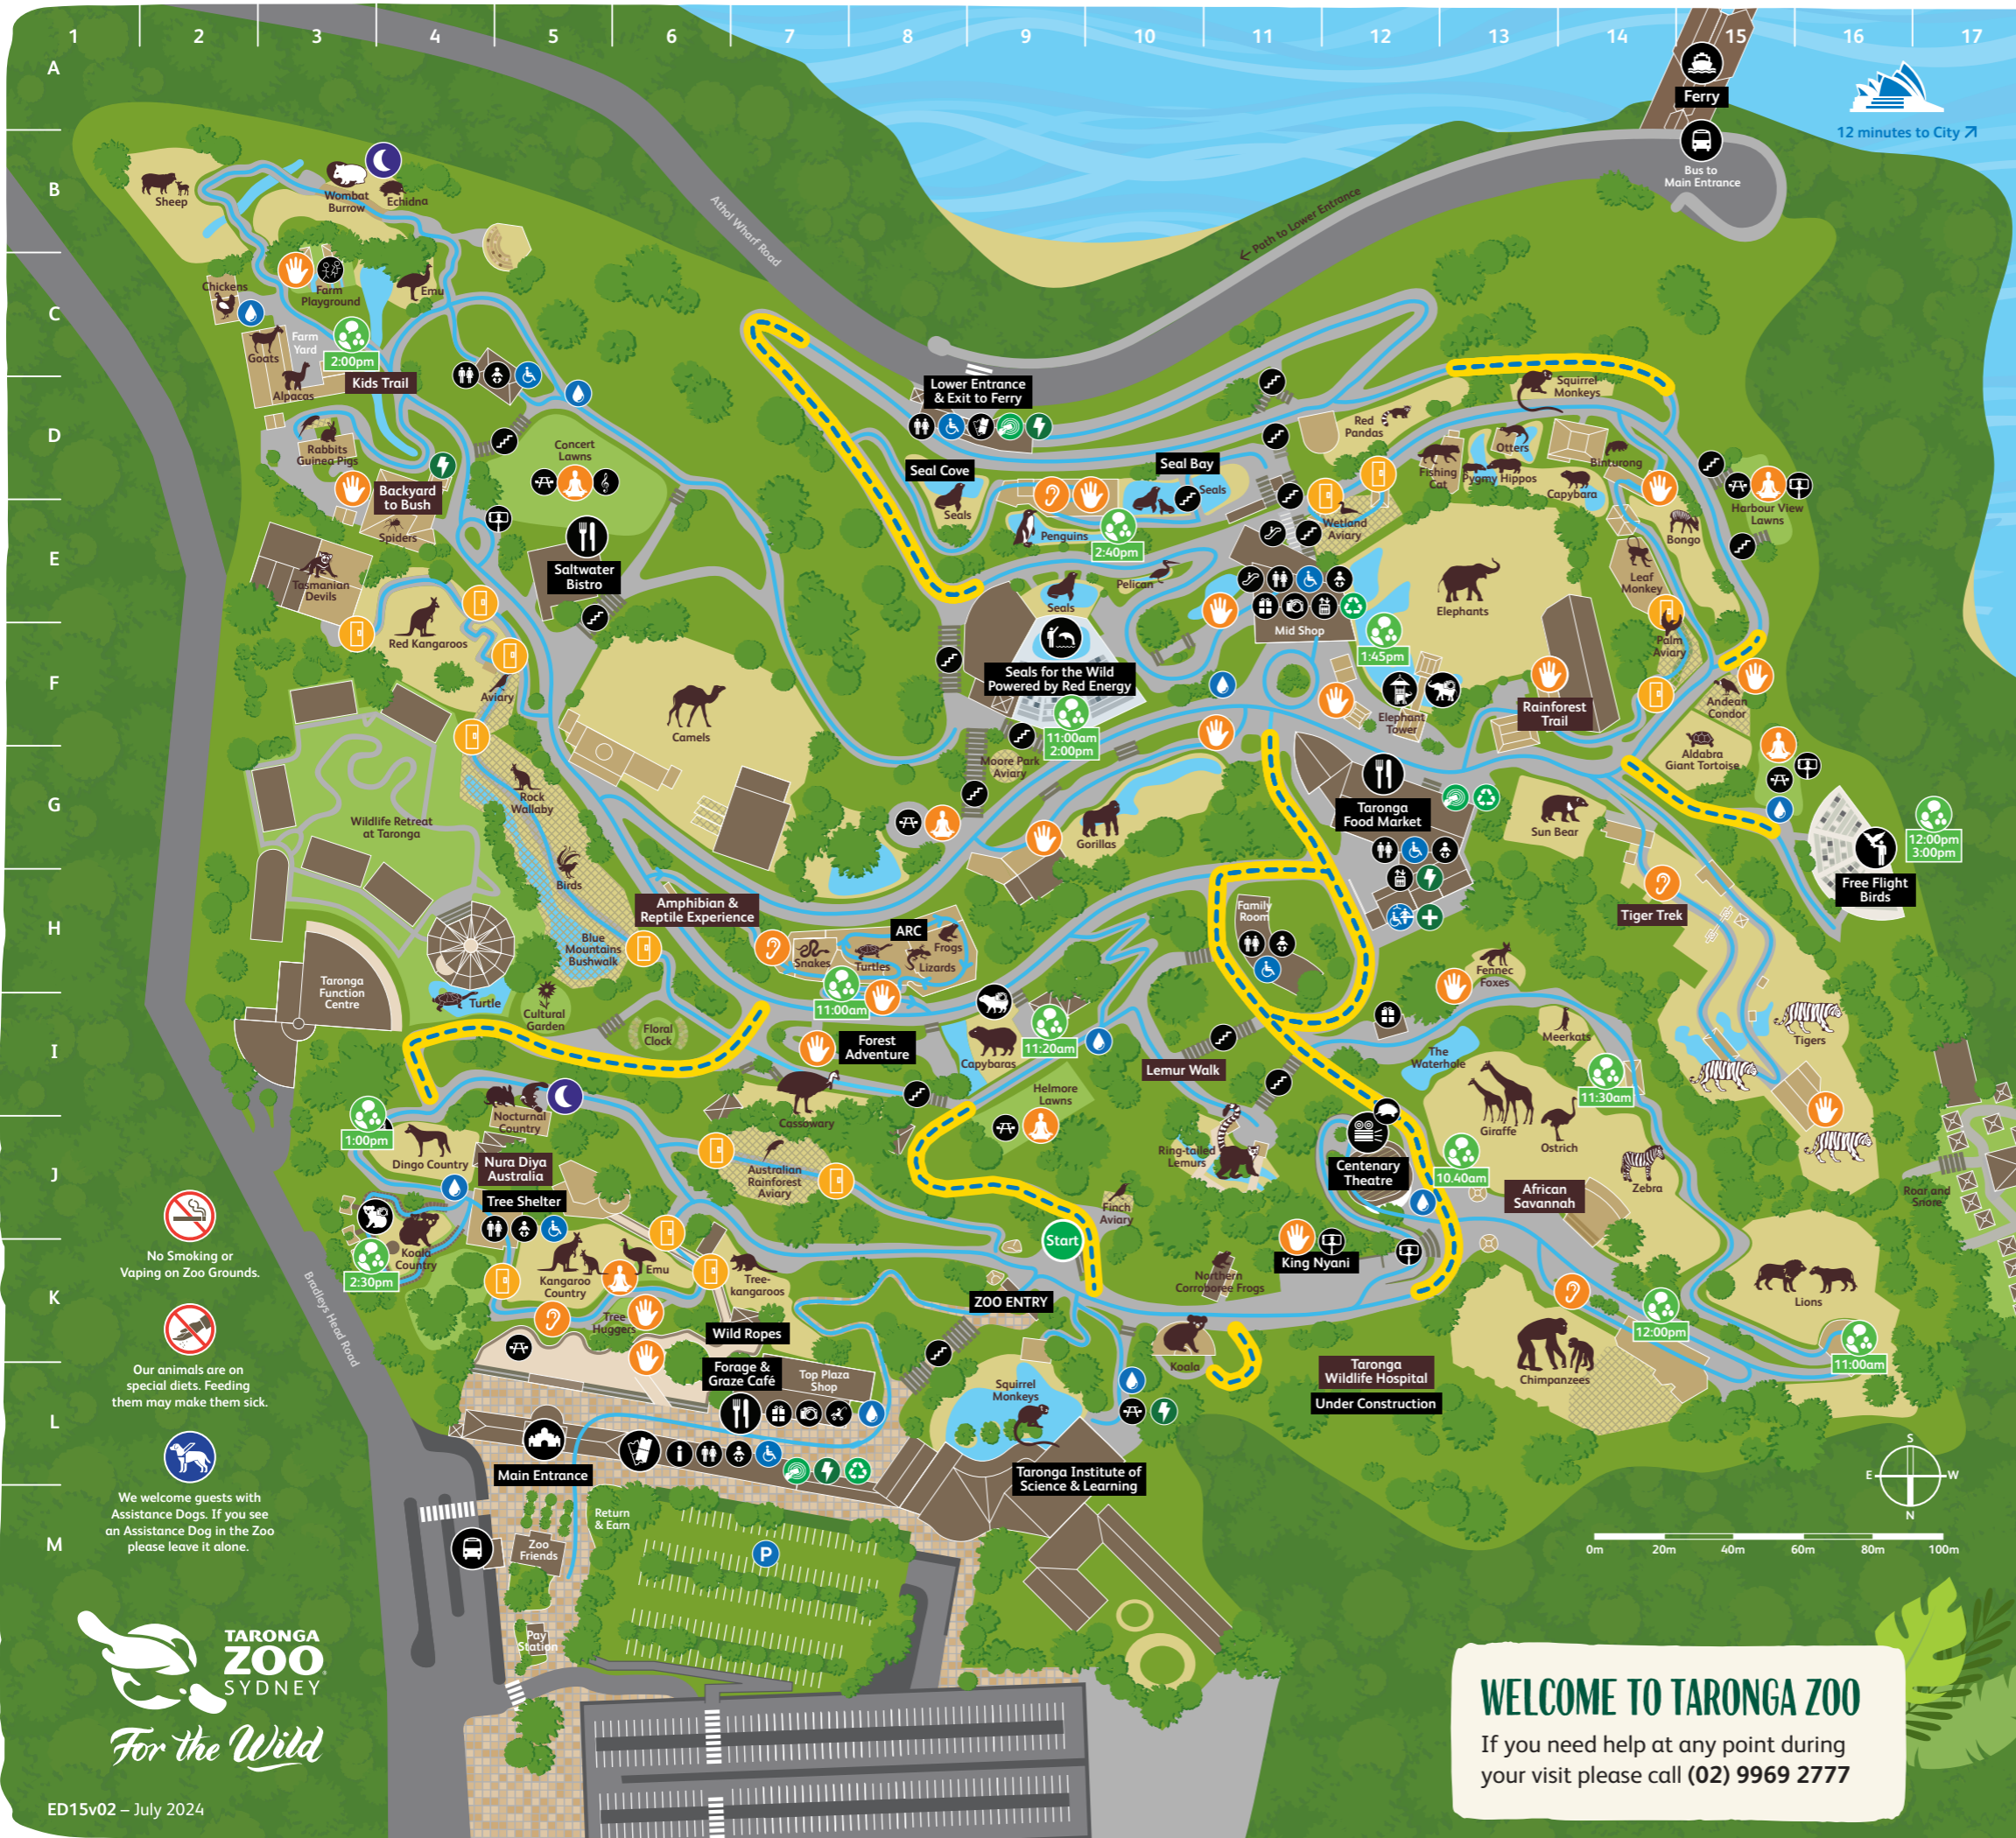 1 2 3 4 5 6 7 8 9 10 11 12 13 14 15 16 17
A
Ferry
12 minutes to City
B
Bus to
Main Entrance
Sheep
Wombat
Burrow
Echidna
Athol Wharf Road
Path to Lower Entrance
C
Chickens
Farm
Playground
Emu
Goats
Farm
Yard
2:00pm
Alpacas
Kids Trail
Lower Entrance
& Exit to Ferry
Squirrel
Monkeys
D
Rabbits
Guinea Pigs
Concert
Lawns
Seal Cove
Seal Bay
Red
Pandas
Otters
Binturong
Fishing
Cat
Pygmy Hippos
Capybara
Backyard
to Bush
Seals
Seals
Harbour View
Lawns
E
Spiders
Penguins
2:40pm
Wetland
Aviary
Bongo
Tasmanian
Devils
Saltwater
Bistro
Pelican
Seals
Elephants
Leaf
Monkey
F
Red Kangaroos
Mid Shop
1:45pm
Palm
Aviary
Aviary
Camels
Seals for the Wild
Powered by Red Energy
11:00am
2:00pm
Elephant
Tower
Rainforest
Trail
Andean
Condor
Moore Park
Aviary
Aldabra
Giant Tortoise
G
Rock
Wallaby
Wildlife Retreat
at Taronga
Gorillas
Taronga
Food Market
Sun Bear
12:00pm
3:00pm
Birds
Free Flight
Birds
H
Amphibian &
Reptile Experience
ARC
Family
Room
Tiger Trek
Blue
Mountains
Bushwalk
Snakes
Turtles
Frogs
Lizards
Fennec
Foxes
Taronga
Function
Centre
Turtle
Cultural
Garden
11:00am
I
Floral
Clock
Forest
Adventure
Capybaras
11:20am
Lemur Walk
The
Waterhole
Meerkats
Tigers
Helmore
Lawns
11:30am
Nocturnal
Country
Cassowary
Giraffe
Ostrich
J
1:00pm
Dingo Country
Nura Diya
Australia
Australian
Rainforest
Aviary
Ring-tailed
Lemurs
Centenary
Theatre
10.40am
Zebra
Tree Shelter
Finch
Aviary
African
Savannah
Roar and
Snore
No Smoking or
Vaping on Zoo Grounds.
Koala
Country
2:30pm
Start
King Nyani
K
Kangaroo
Country
Emu
Tree-
kangaroos
Northern
Corroboree Frogs
Lions
Bradleys Head Road
Tree
Huggers
ZOO ENTRY
12:00pm
11:00am
Wild Ropes
Koala
Our animals are on
special diets. Feeding
them may make them sick.
Forage &
Graze Café
Top Plaza
Shop
Squirrel
Monkeys
Taronga
Wildlife Hospital
Under Construction
Chimpanzees
L
Main Entrance
Taronga Institute of
Science & Learning
S
E W
N
We welcome guests with
Assistance Dogs. If you see
an Assistance Dog in the Zoo
please leave it alone.
M
Return
& Earn
Zoo
Friends
P
0m 20m 40m 60m 80m 100m
Pay
Station
TARONGA
ZOO
SYDNEY
For the Wild
WELCOME TO TARONGA ZOO
If you need help at any point during
your visit please call (02) 9969 2777
ED15v02 – July 2024